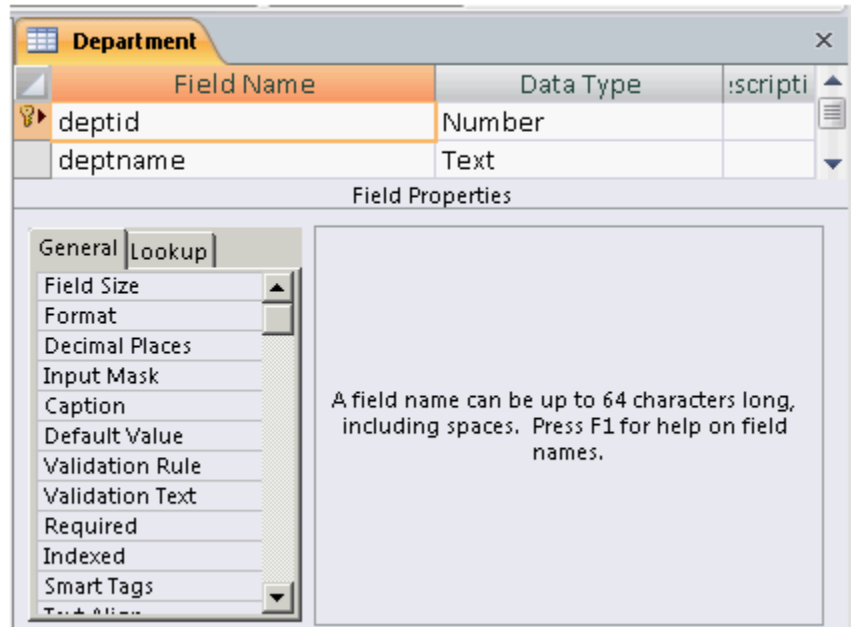 Department
Field Name Data Type scripti
deptid Number
deptname Text
Field Properties
General Lookup
Field Size
Format
Decimal Places
Input Mask
Caption
Default Value
Validation Rule
Validation Text
Required
Indexed
Smart Tags
A field name can be up to 64 characters long,
including spaces. Press F1 for help on field
names.